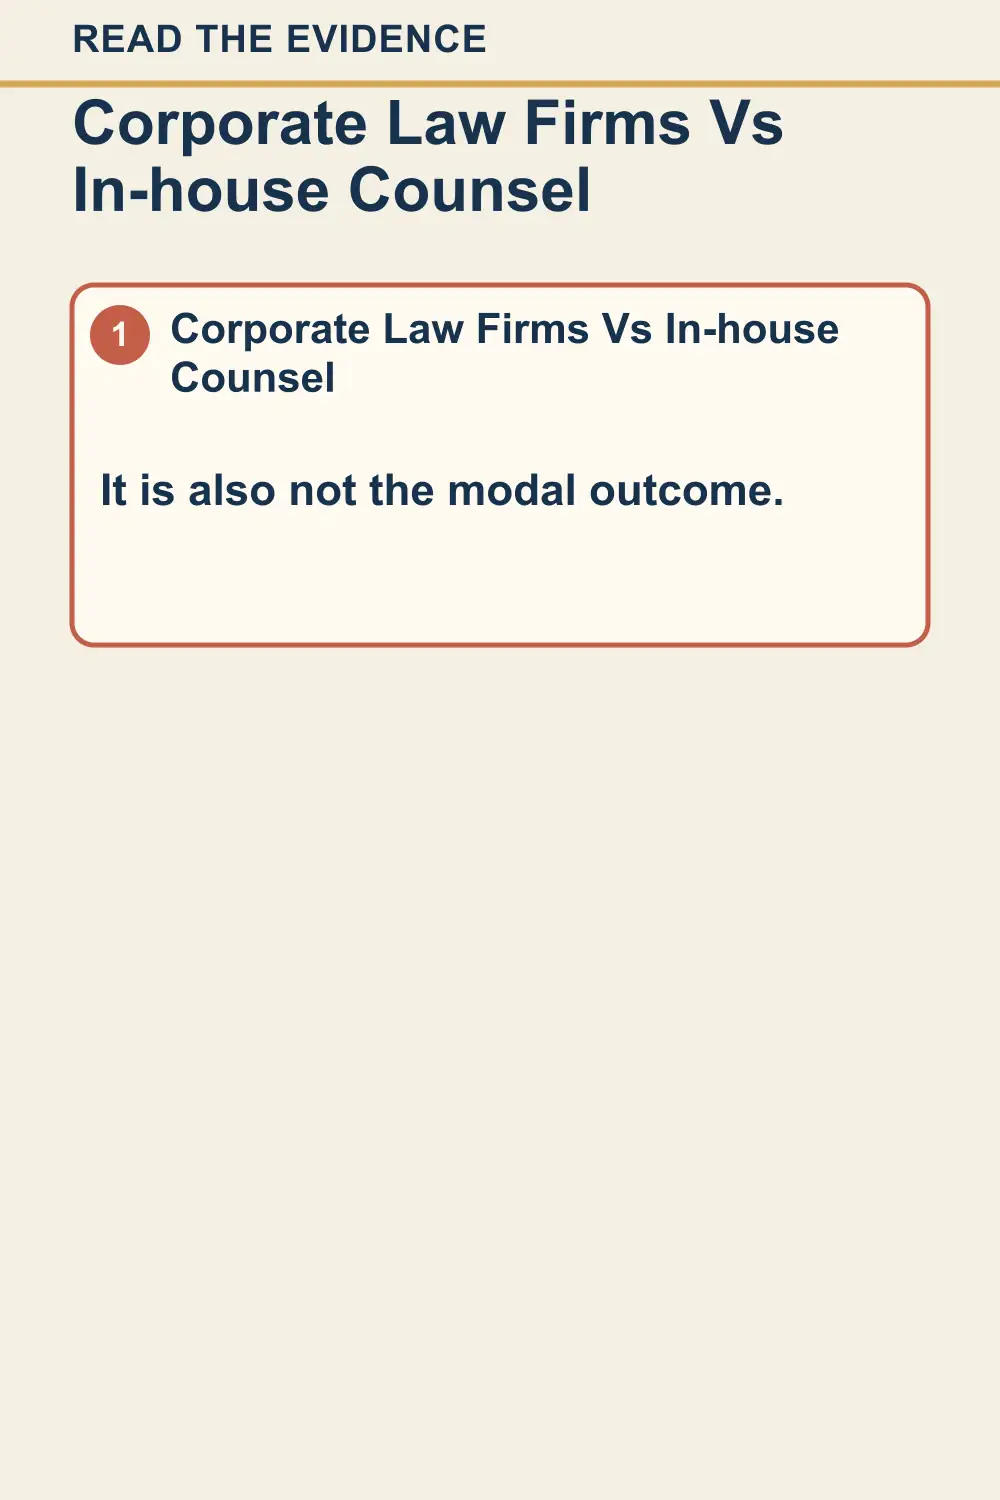 READ THE EVIDENCE
Corporate Law Firms Vs
In-house Counsel
1
Corporate Law Firms Vs In-house
Counsel
It is also not the modal outcome.